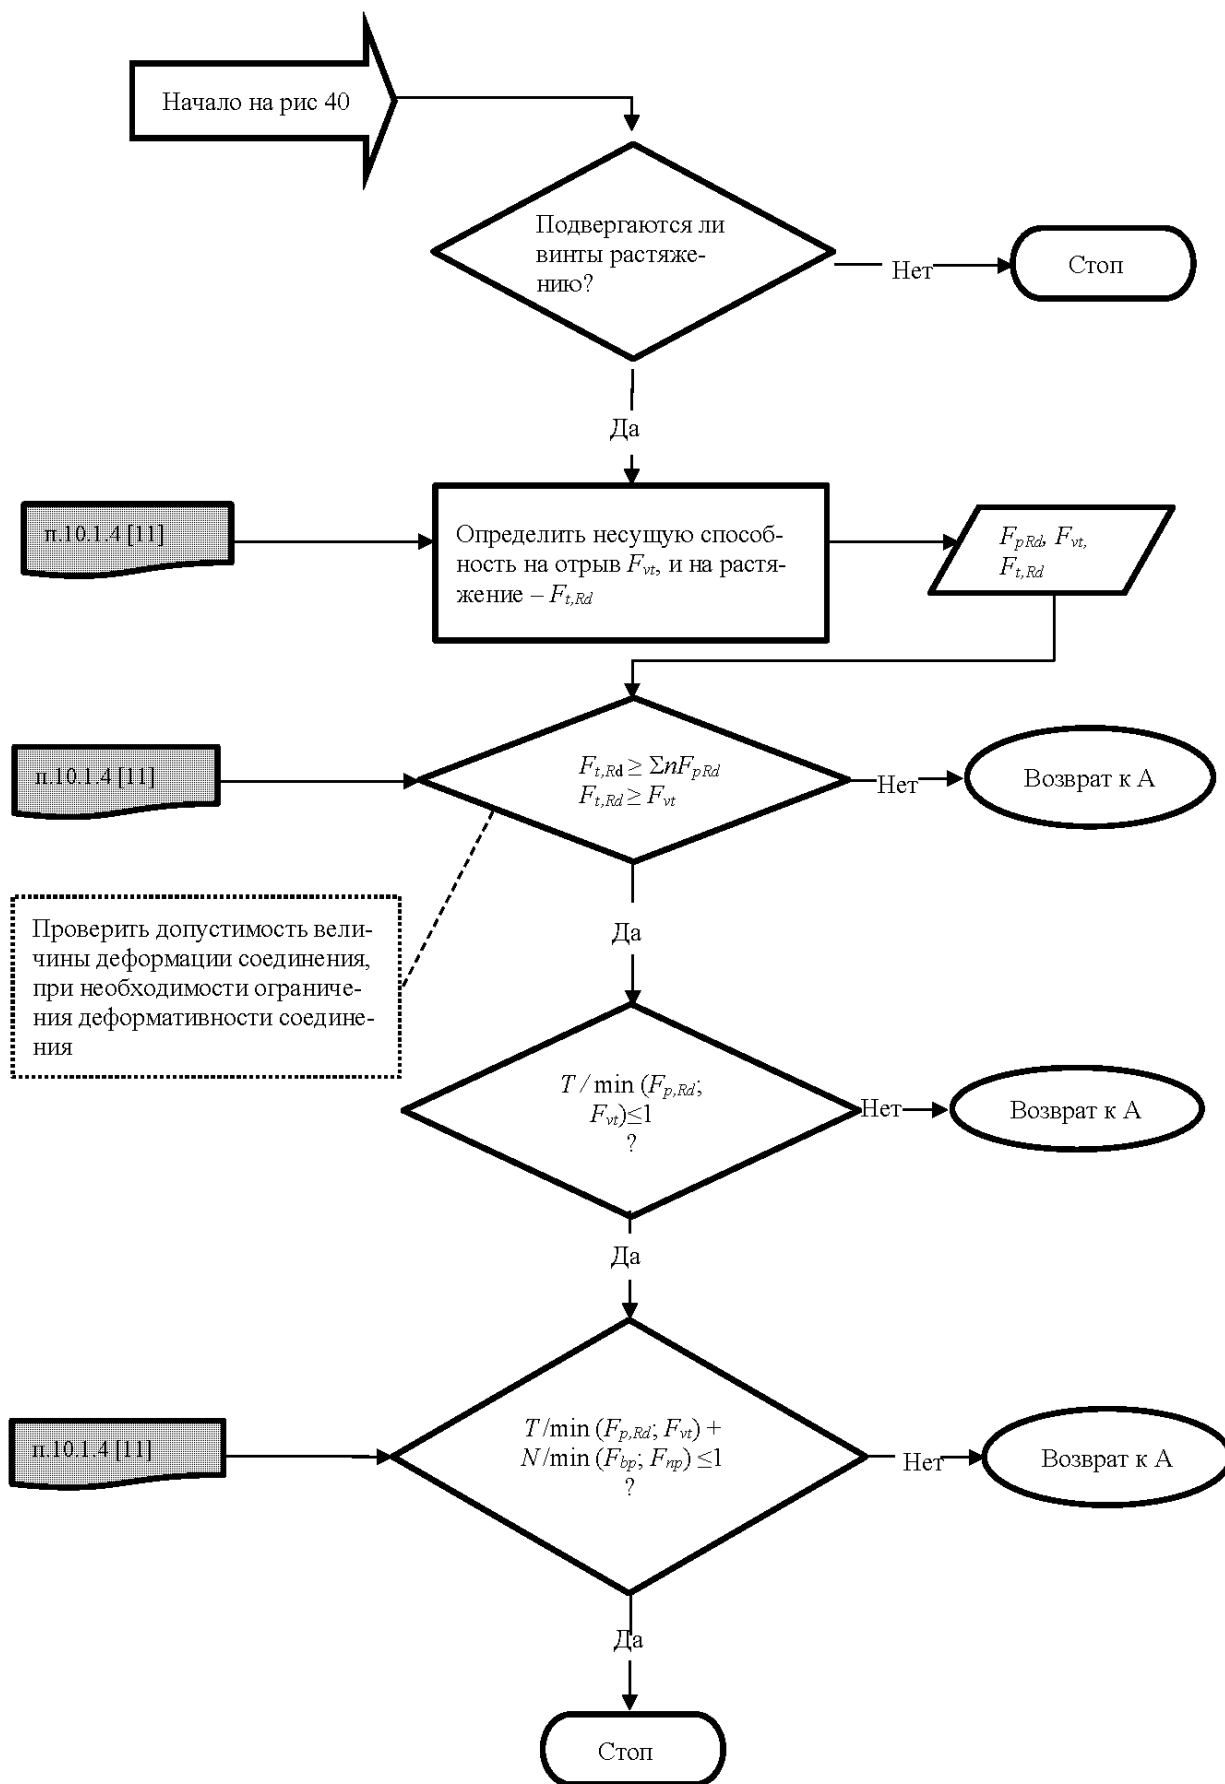 Начало на рис 40
Подвергаются ли
винты растяже-
нию?
Нет
Стоп
Да
п.10.1.4 [11]
Определить несущую способ-
ность на отрыв Fvt, и на растя-
жение – Ft,Rd
FpRd, Fvt,
Ft,Rd
п.10.1.4 [11]
Ft,Rd ≥ ΣnFpRd
Ft,Rd ≥ Fvt
Нет
Возврат к А
Проверить допустимость вели-
чины деформации соединения,
при необходимости ограниче-
ния деформативности соедине-
ния
Да
T / min (Fp,Rd;
Fvt)≤1
?
Нет
Возврат к А
Да
п.10.1.4 [11]
T /min (Fp,Rd; Fvt) +
N/min (Fbp; Fnp) ≤1
?
Нет
Возврат к А
Да
Стоп